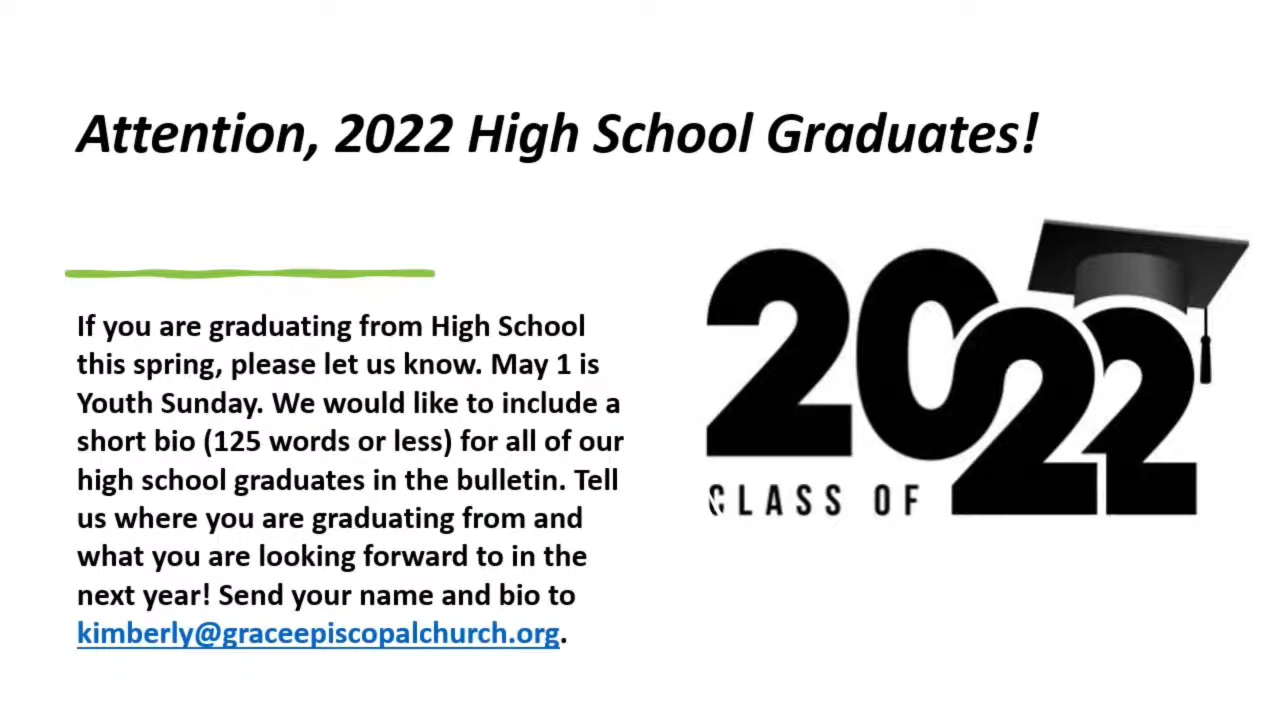 Attention, 2022 High School Graduates!
If you are graduating from High School
this spring, please let us know. May 1 is
Youth Sunday. We would like to include a
short bio (125 words or less) for all of our
high school graduates in the bulletin. Tell
us where you are graduating from and
what you are looking forward to in the
next year! Send your name and bio to
kimberly@graceepiscopalchurch.org.
2022
CLASS OF